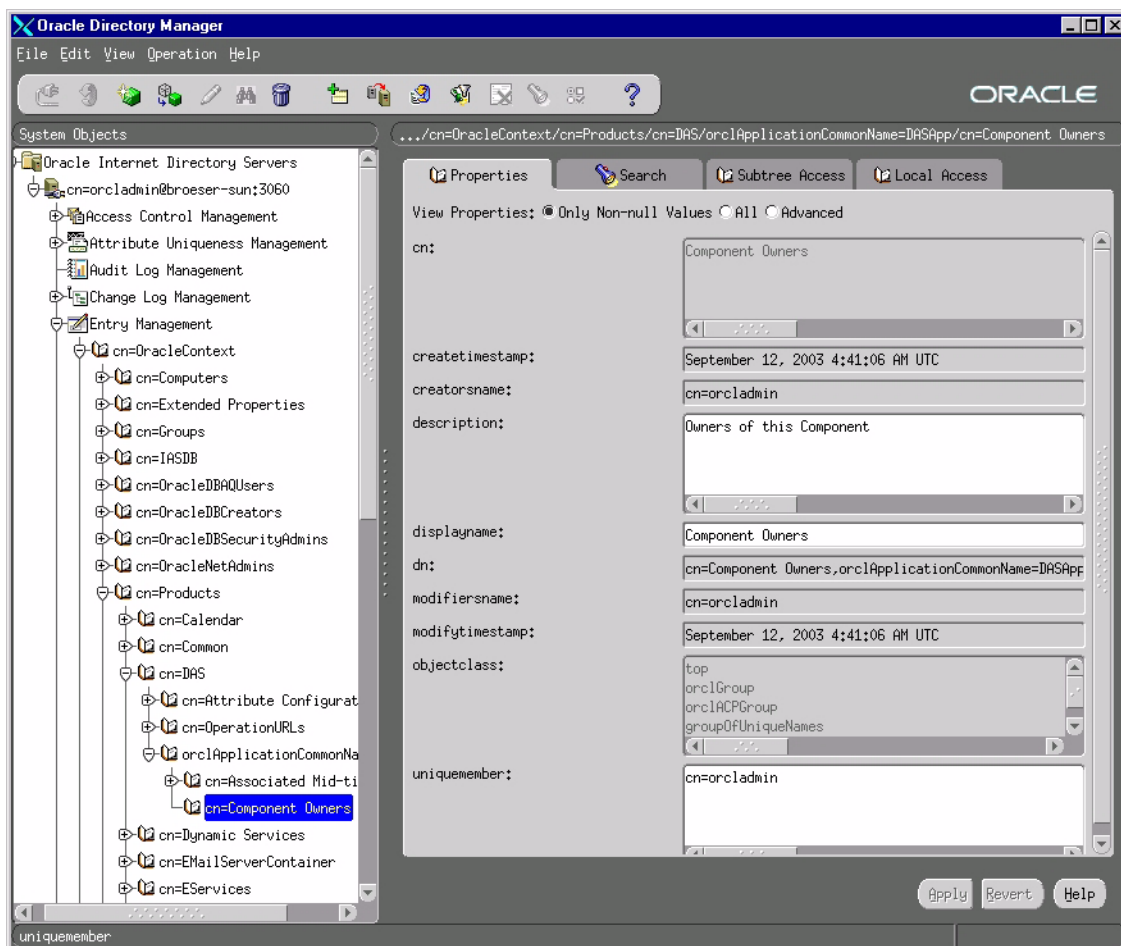 Oracle Directory Manager
File Edit View Operation Help
ORACLE
System Objects
.../cn=OracleContext/cn=Products/cn=DAS/orclApplicationCommonName=DASApp/cn=Component Owners
Oracle Internet Directory Servers
cn=orcladmin@broeser-sun:3060
Access Control Management
Attribute Uniqueness Management
Audit Log Management
Change Log Management
Entry Management
cn=OracleContext
cn=Computers
cn=Extended Properties
cn=Groups
cn=IASDB
cn=OracleDBAQUsers
cn=OracleDBCreators
cn=OracleDBSecurityAdmins
cn=OracleNetAdmins
cn=Products
cn=Calendar
cn=Common
cn=DAS
cn=Attribute Configurat
cn=OperationURLs
orclApplicationCommonNa
cn=Associated Mid-ti
cn=Component Owners
cn=Dynamic Services
cn=EMailServerContainer
cn=EServices
Properties Search Subtree Access Local Access
View Properties: Only Non-null Values All Advanced
cn: Component Owners
createtimestamp: September 12, 2003 4:41:06 AM UTC
creatorsname: cn=orcladmin
description: Owners of this Component
displayname: Component Owners
dn: cn=Component Owners,orclApplicationCommonName=DASApp
modifiersname: cn=orcladmin
modifytimestamp: September 12, 2003 4:41:06 AM UTC
objectclass: top
orclGroup
orclACPGroup
groupOfUniqueNames
uniquemember: cn=orcladmin
Apply Revert Help
uniquemember